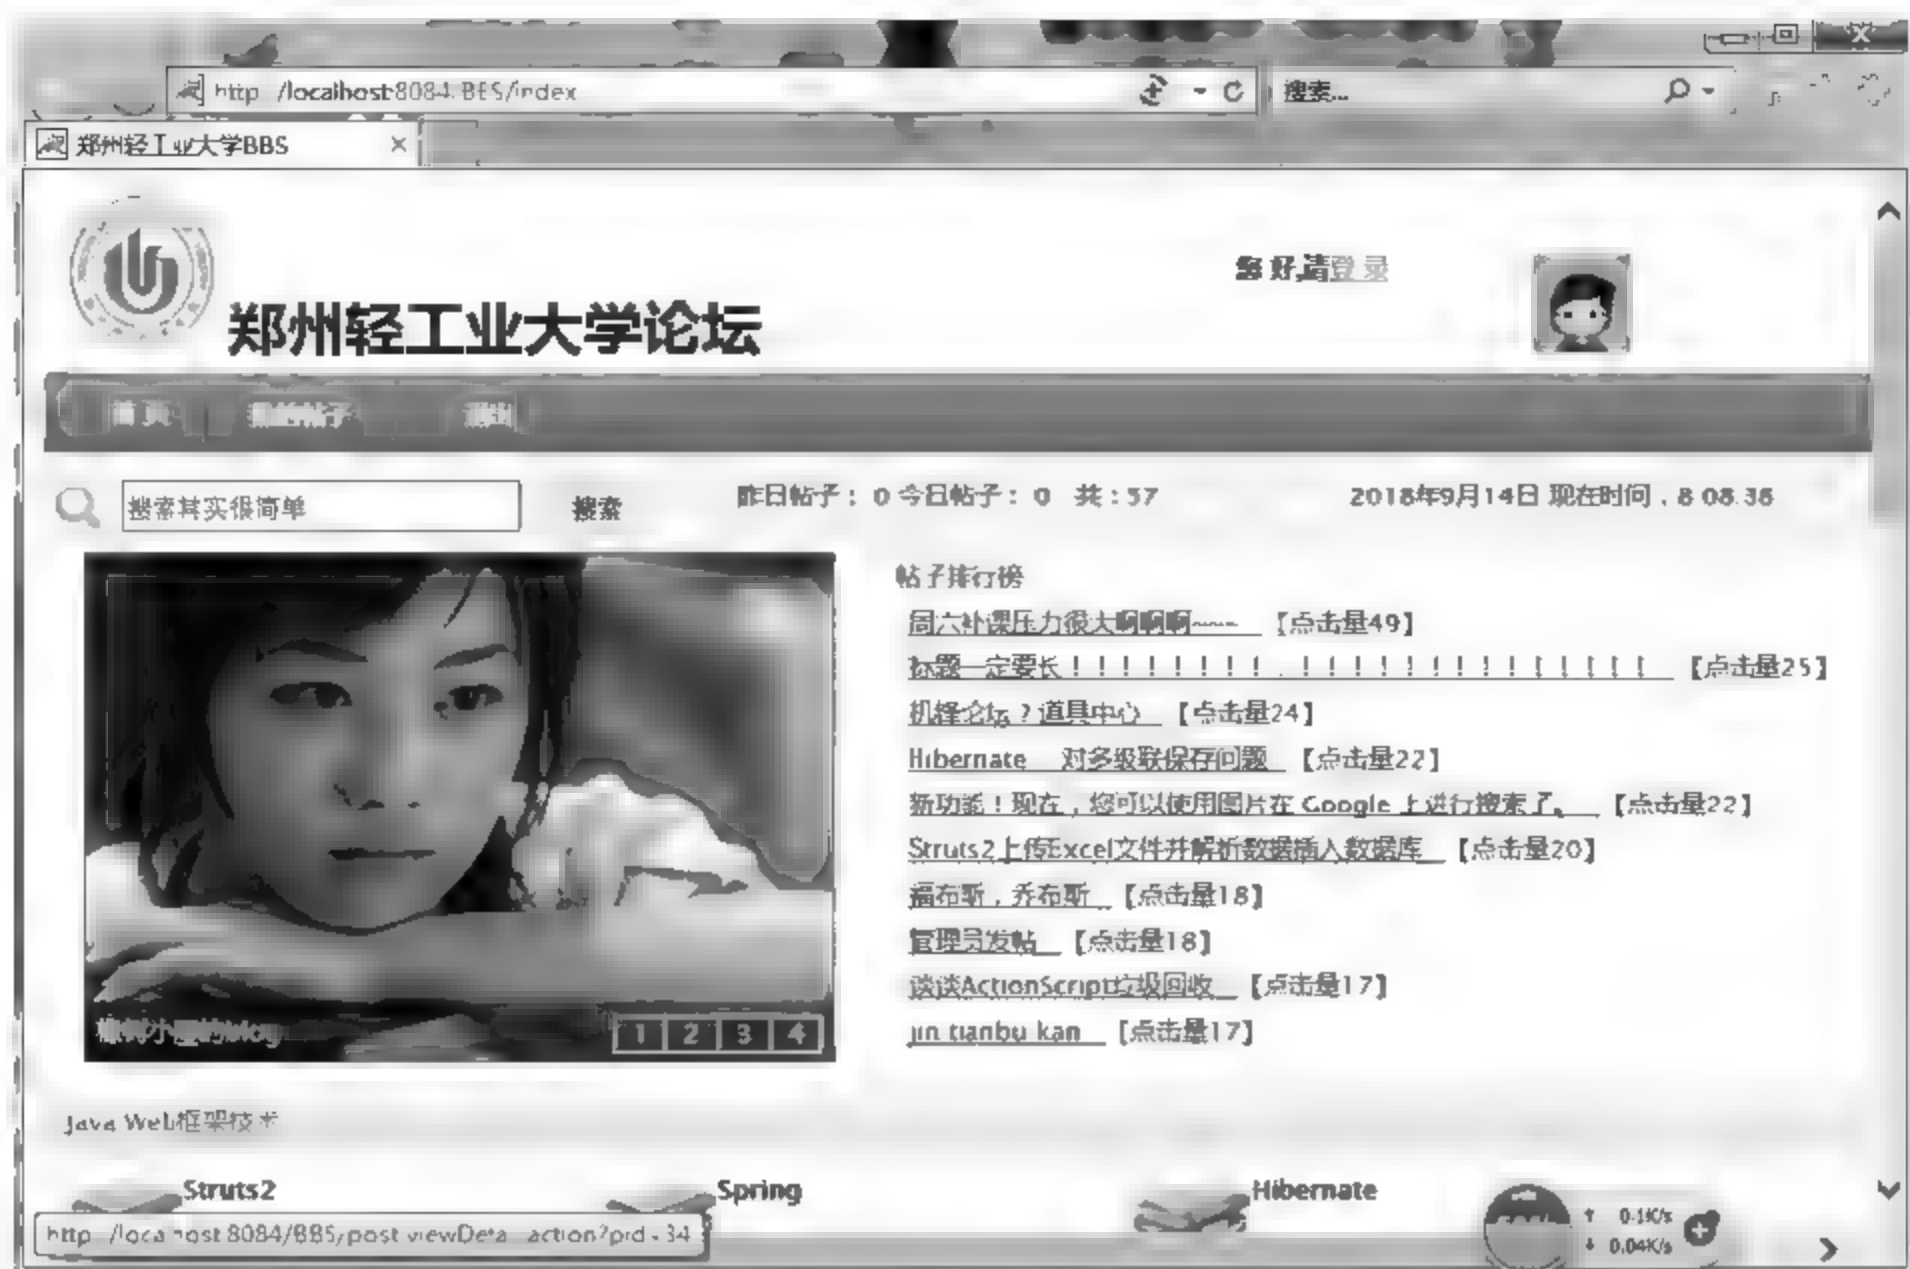 http://localhost:8084/BBS/index
搜索...
郑州轻工业大学BBS
您好,请登录
郑州轻工业大学论坛
首页
搜索其实很简单
搜索
昨日帖子: 0 今日帖子: 0 共:57
2018年9月14日 现在时间:8:08:38
帖子排行榜
周六补课压力很大啊啊啊~~~ 【点击量49】
标题一定要长!!!!!!!!.!!!!!!!!!!!!!! 【点击量25】
机锋论坛?道具中心 【点击量24】
Hibernate 对多级联保存问题 【点击量22】
新功能!现在,您可以使用图片在 Google 上进行搜索了。 【点击量22】
Struts2上传Excel文件并解析数据插入数据库 【点击量20】
福布斯,乔布斯 【点击量18】
管理员发帖 【点击量18】
谈谈ActionScript垃圾回收 【点击量17】
jin tianbu kan 【点击量17】
1 2 3 4
Java Web框架技术
Struts2
Spring
Hibernate
http://localhost:8084/BBS/post_viewDetail.action?pid=34
0.1K/s
0.04K/s